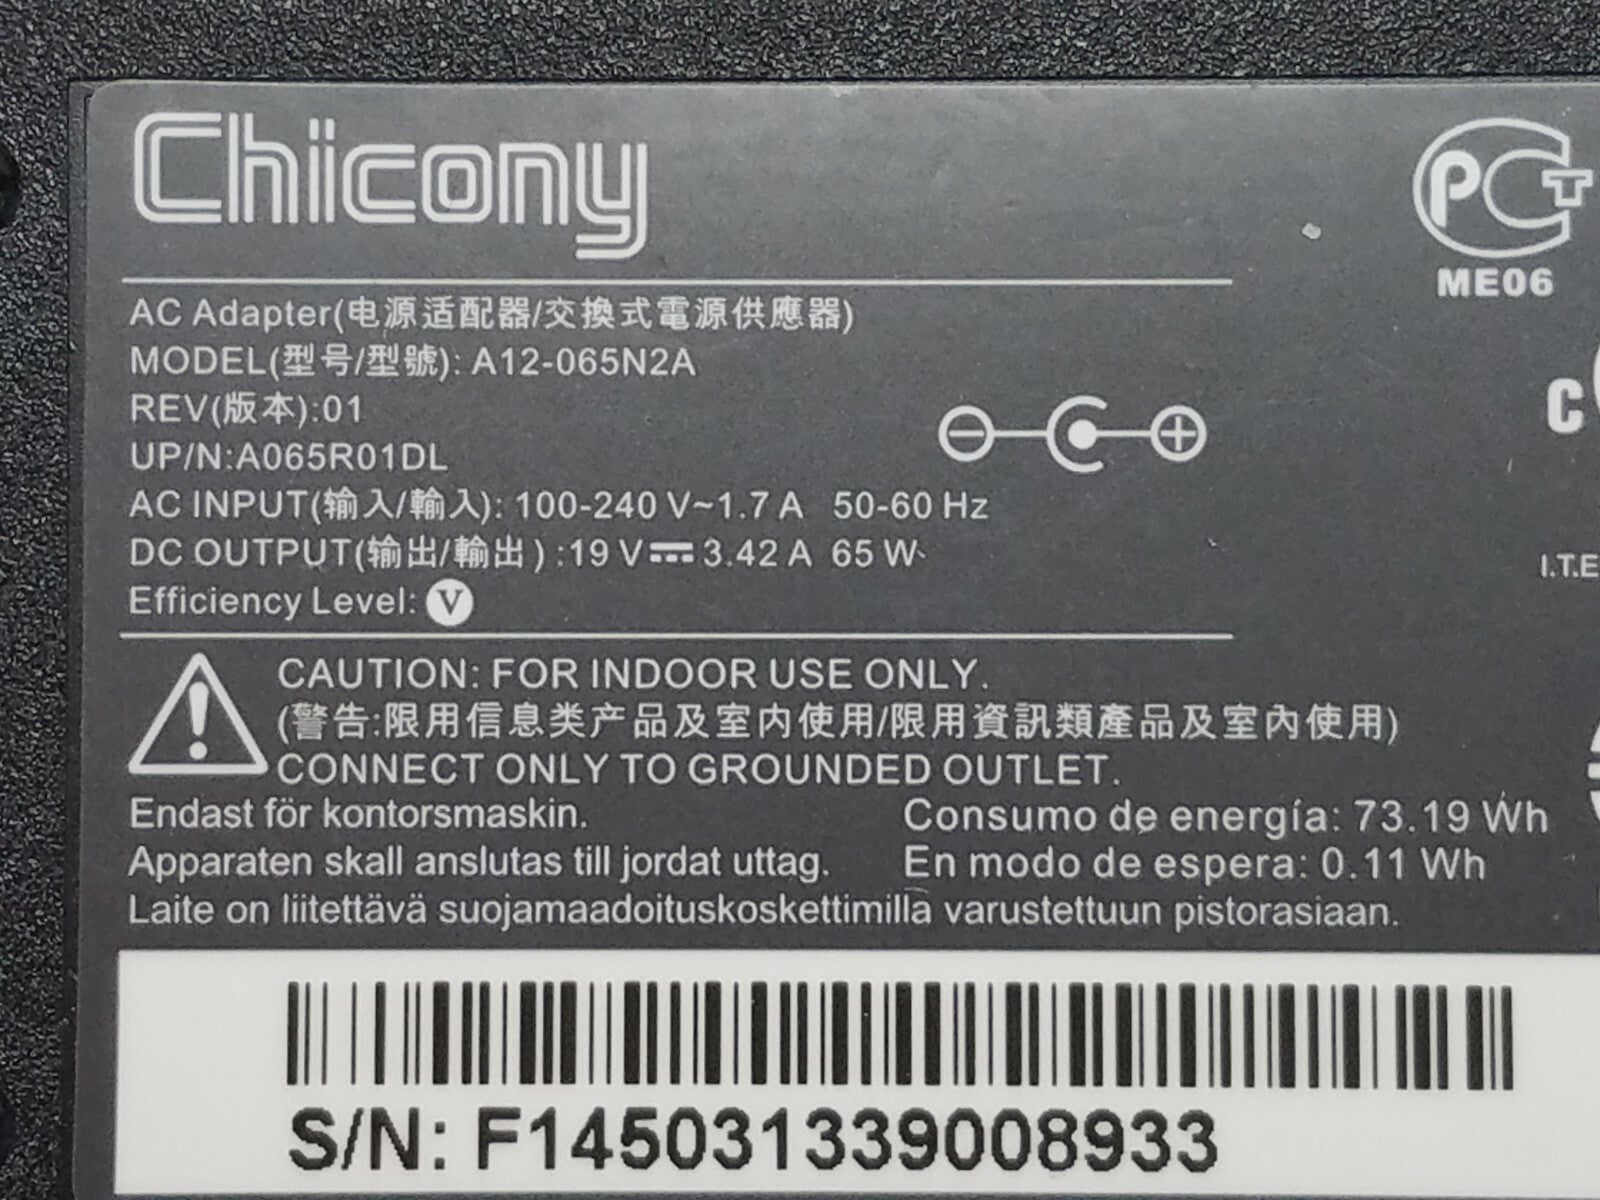 Chicony
PCT
ME06
AC Adapter(电源适配器/交換式電源供應器)
MODEL(型号/型號): A12-065N2A
REV(版本):01
UP/N:A065R01DL
AC INPUT(输入/輸入): 100-240 V~1.7 A 50-60 Hz
DC OUTPUT(输出/輸出) :19 V⎓3.42 A 65 W
I.T.E
Efficiency Level: V
CAUTION: FOR INDOOR USE ONLY.
(警告:限用信息类产品及室内使用/限用資訊類產品及室內使用)
CONNECT ONLY TO GROUNDED OUTLET.
Endast för kontorsmaskin.
Consumo de energía: 73.19 Wh
Apparaten skall anslutas till jordat uttag.
En modo de espera: 0.11 Wh
Laite on liitettävä suojamaadoituskoskettimilla varustettuun pistorasiaan.
S/N: F145031339008933